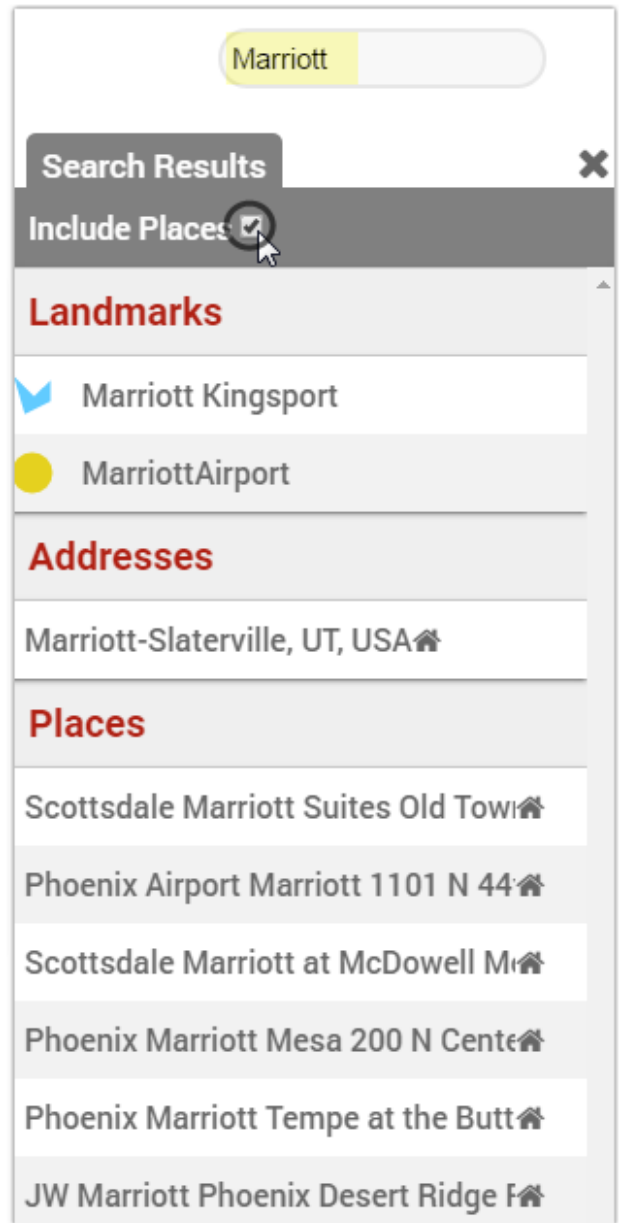 Marriott
Search Results
Include Places
Landmarks
Marriott Kingsport
MarriottAirport
Addresses
Marriott-Slaterville, UT, USA
Places
Scottsdale Marriott Suites Old Tow
Phoenix Airport Marriott 1101 N 44
Scottsdale Marriott at McDowell M
Phoenix Marriott Mesa 200 N Cente
Phoenix Marriott Tempe at the Butt
JW Marriott Phoenix Desert Ridge